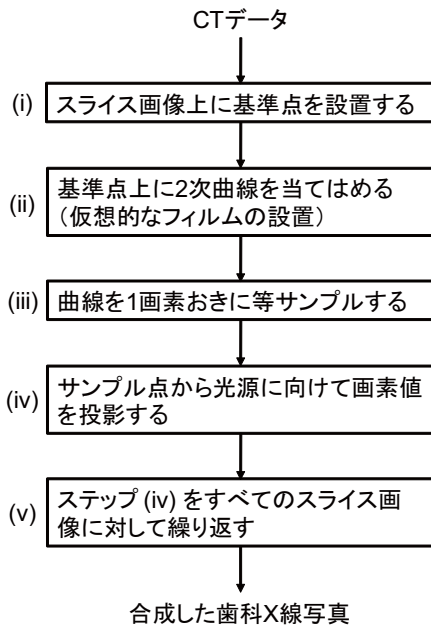 CTデータ
(i) スライス画像上に基準点を設置する
(ii) 基準点上に2次曲線を当てはめる
（仮想的なフィルムの設置）
(iii) 曲線を1画素おきに等サンプルする
(iv) サンプル点から光源に向けて画素値
を投影する
(v) ステップ (iv) をすべてのスライス画
像に対して繰り返す
合成した歯科X線写真